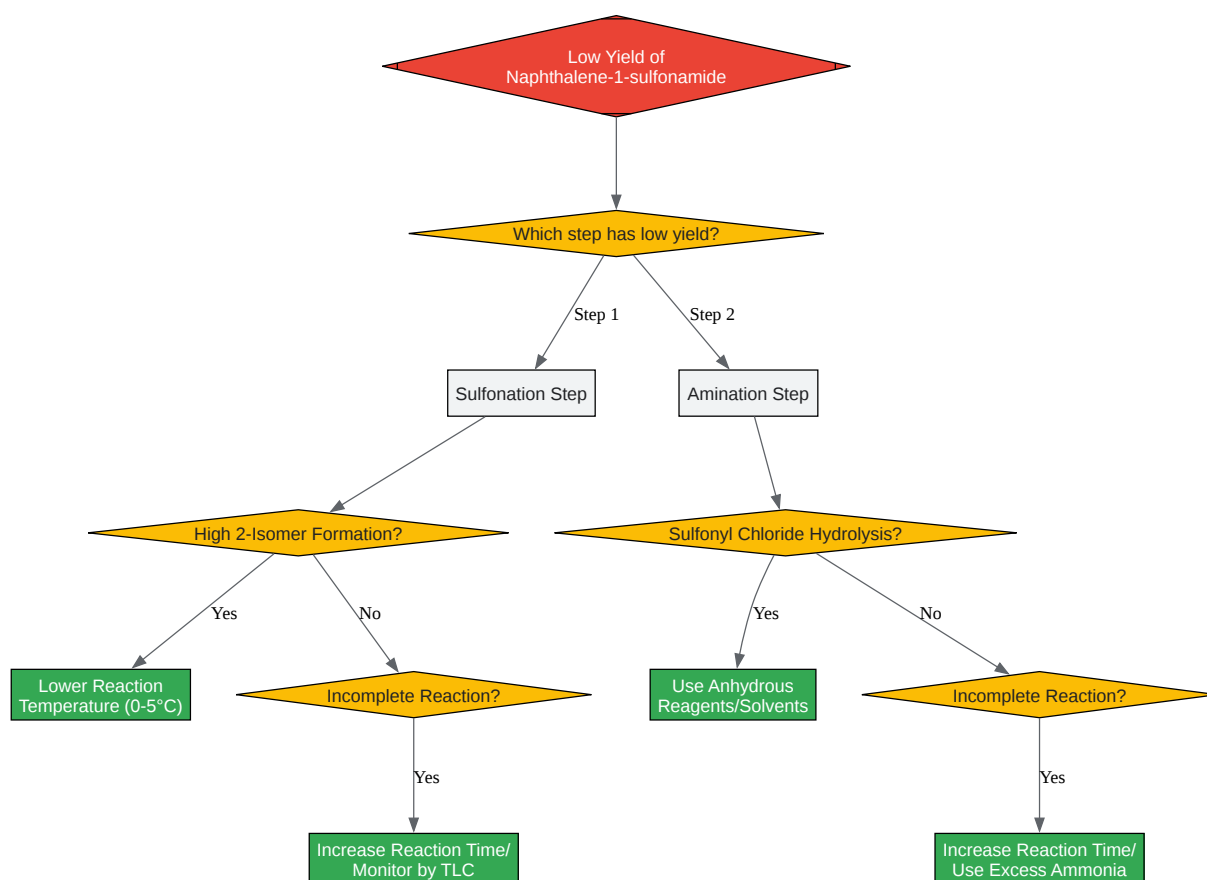 Low Yield of
Naphthalene-1-sulfonamide
Which step has low yield?
Step 1
Step 2
Sulfonation Step
Amination Step
High 2-Isomer Formation?
Sulfonyl Chloride Hydrolysis?
Yes
No
Yes
No
Lower Reaction
Temperature (0-5°C)
Incomplete Reaction?
Use Anhydrous
Reagents/Solvents
Incomplete Reaction?
Yes
Yes
Increase Reaction Time/
Monitor by TLC
Increase Reaction Time/
Use Excess Ammonia